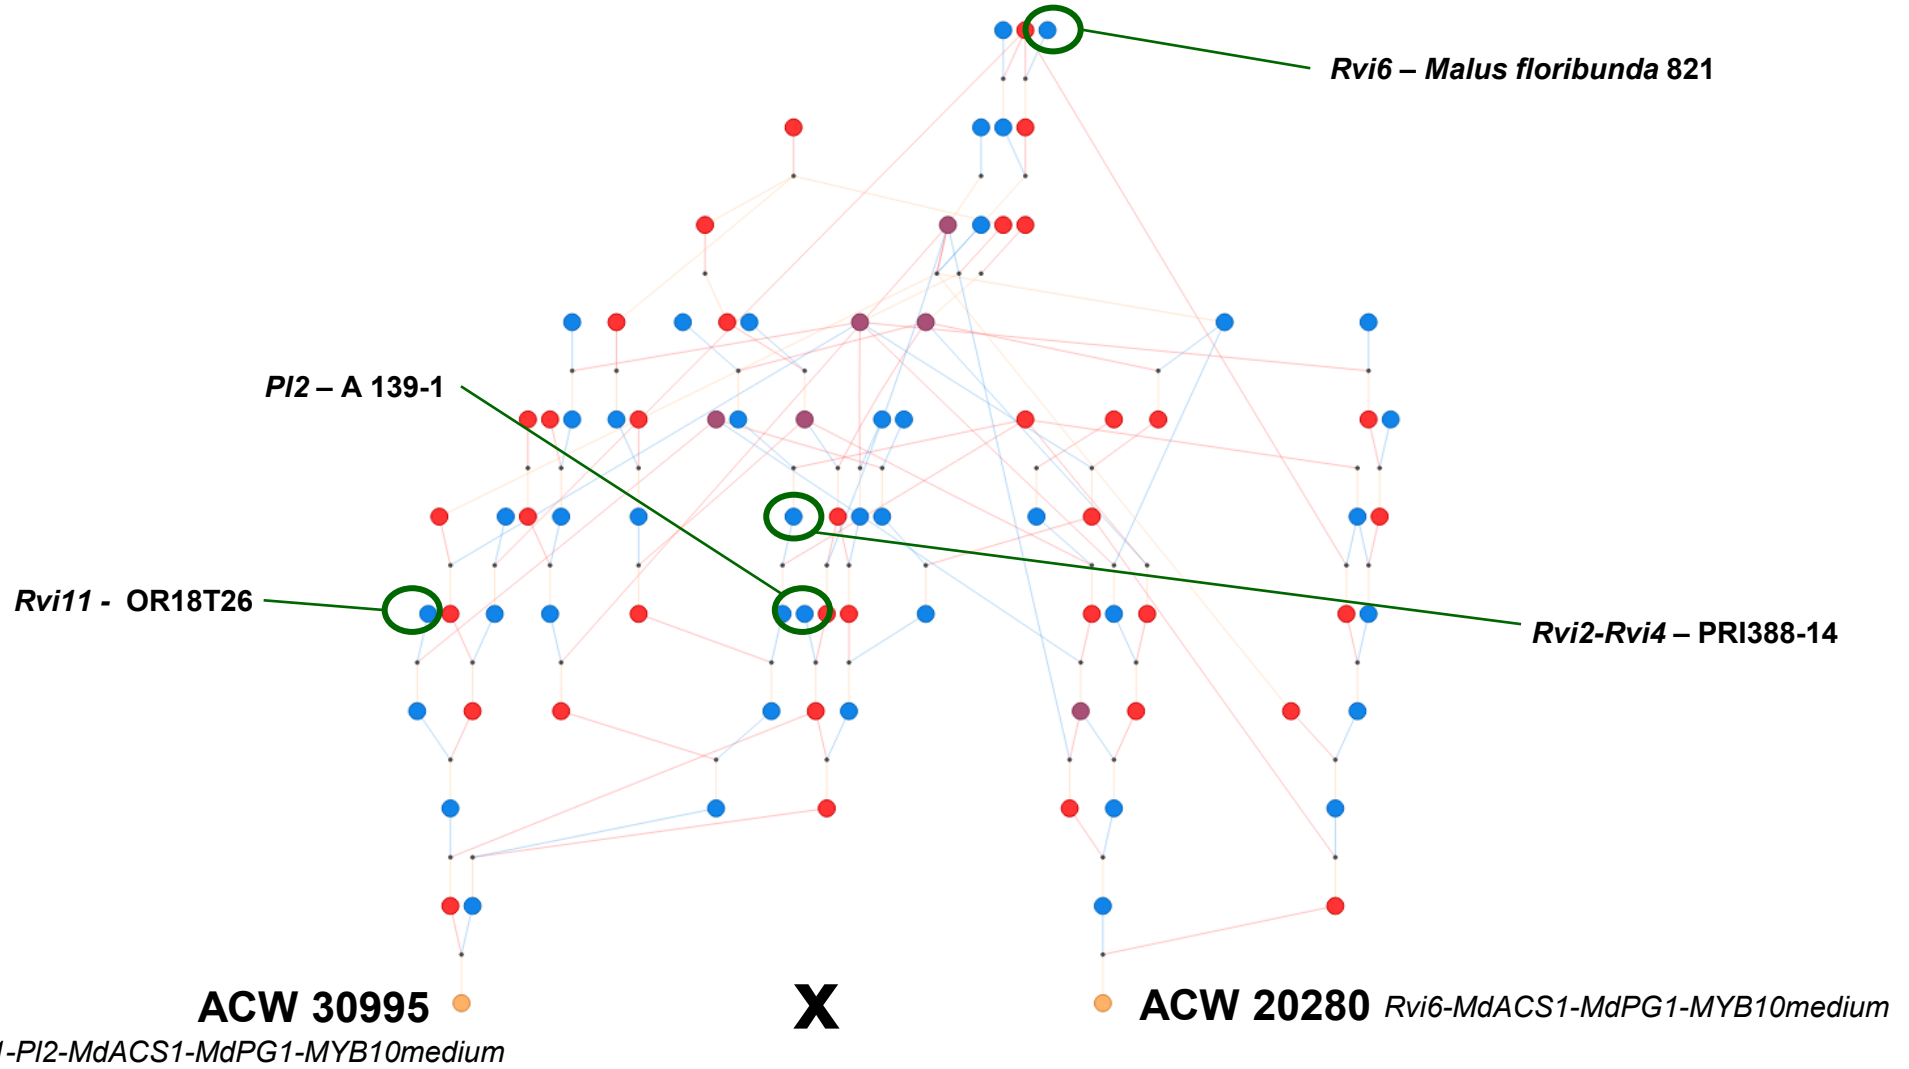 Rvi6 – Malus floribunda 821
Pl2 – A 139-1
Rvi11 - OR18T26
Rvi2-Rvi4 – PRI388-14
ACW 30995
X
ACW 20280 Rvi6-MdACS1-MdPG1-MYB10medium
-Pl2-MdACS1-MdPG1-MYB10medium